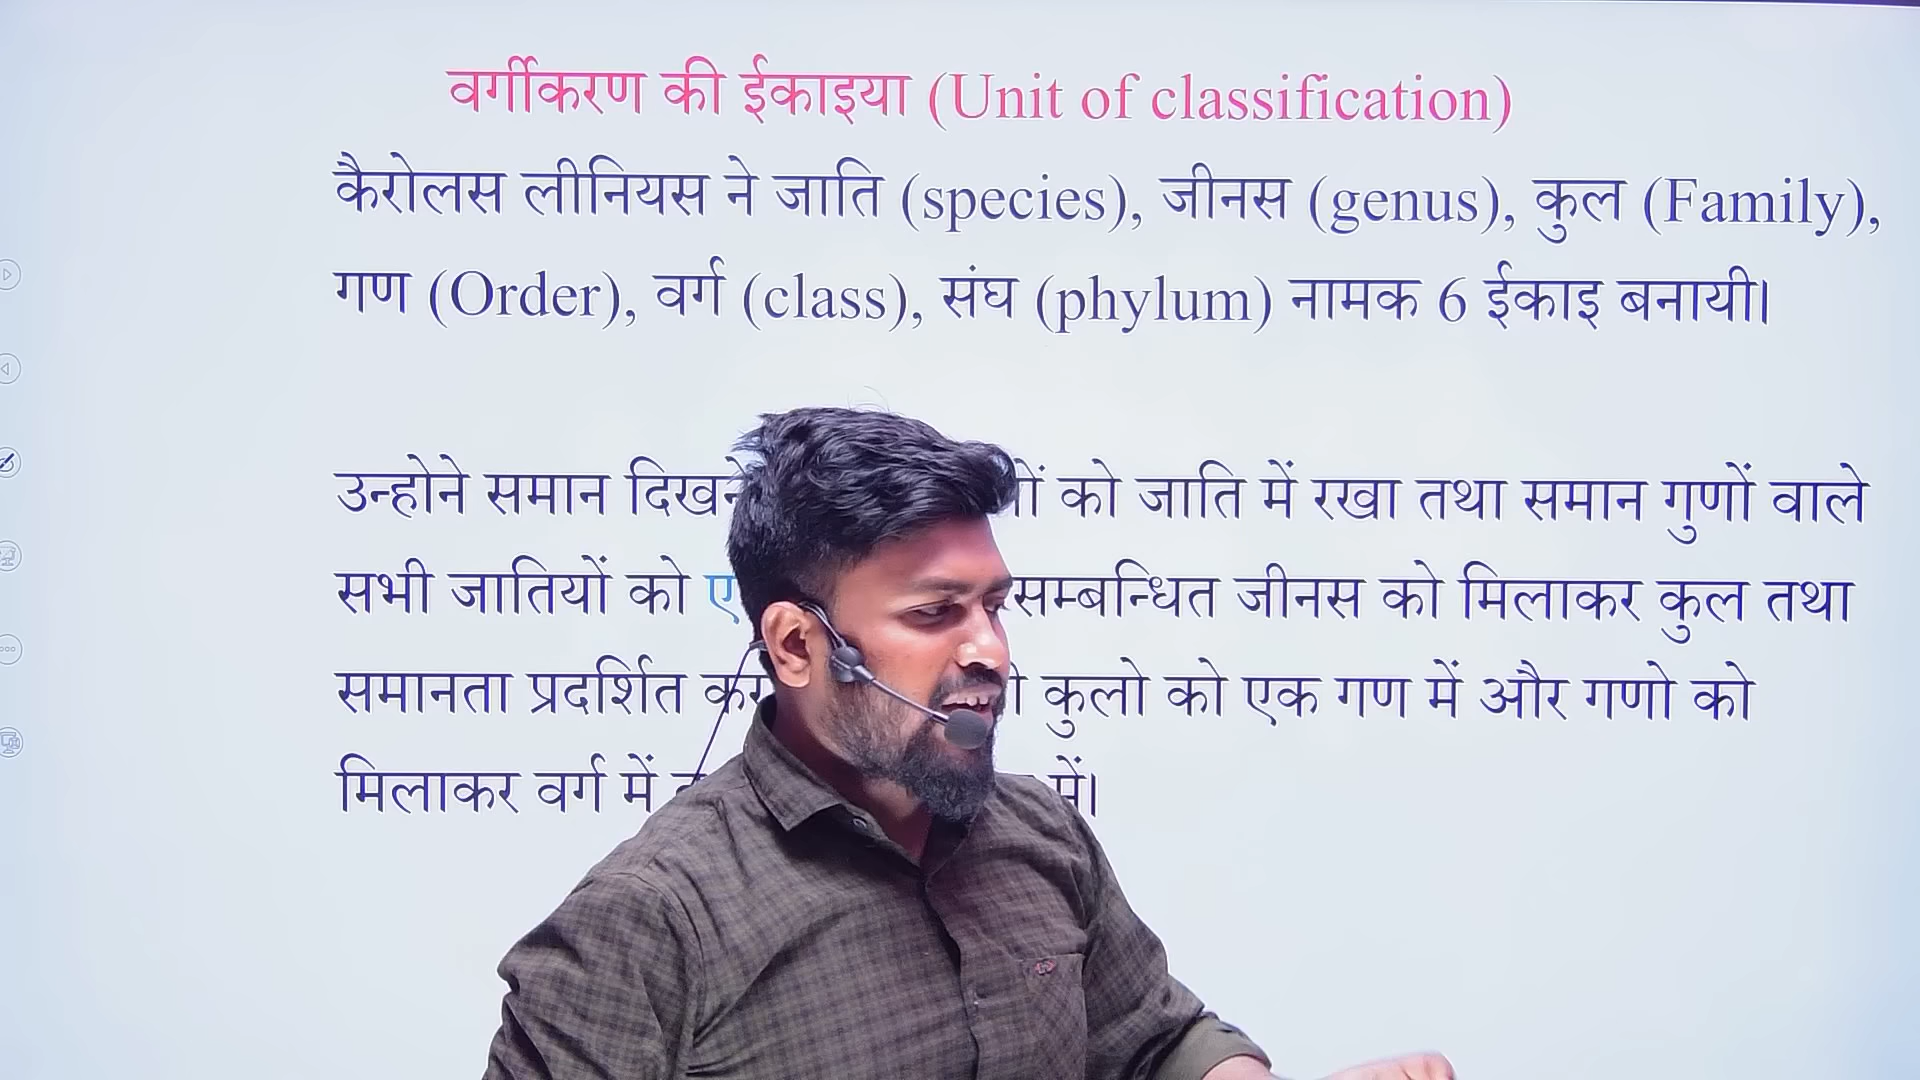 वर्गीकरण की ईकाइया (Unit of classification)
कैरोलस लीनियस ने जाति (species), जीनस (genus), कुल (Family),
गण (Order), वर्ग (class), संघ (phylum) नामक 6 ईकाइ बनायी।
उन्होने समान दिखने को जाति में रखा तथा समान गुणों वाले
सभी जातियों को सम्बन्धित जीनस को मिलाकर कुल तथा
समानता प्रदर्शित कुलो को एक गण में और गणो को
मिलाकर वर्ग में में।